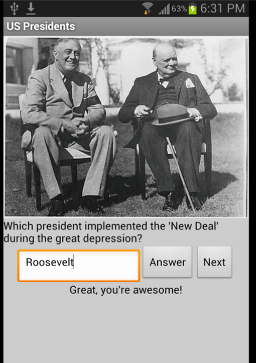 63% 6:31 PM
US Presidents
Which president implemented the 'New Deal'
during the great depression?
Roosevelt
Answer
Next
Great, you're awesome!